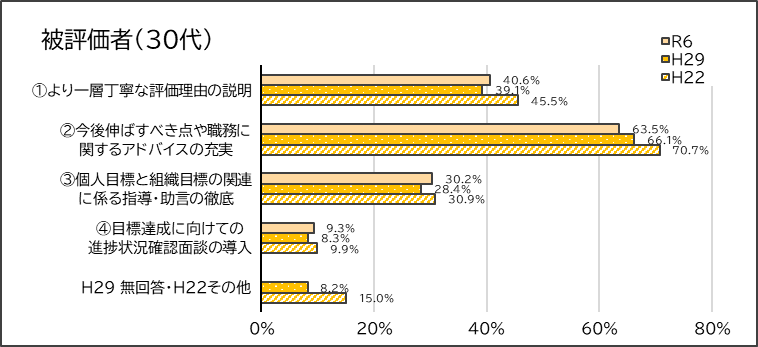 被評価者（30代）
R6
H29
H22
①より一層丁寧な評価理由の説明
40.6%
39.1%
45.5%
②今後伸ばすべき点や職務に
関するアドバイスの充実
63.5%
66.1%
70.7%
③個人目標と組織目標の関連
に係る指導・助言の徹底
30.2%
28.4%
30.9%
④目標達成に向けての
進捗状況確認面談の導入
9.3%
8.3%
9.9%
H29 無回答・H22その他
8.2%
15.0%
0% 20% 40% 60% 80%